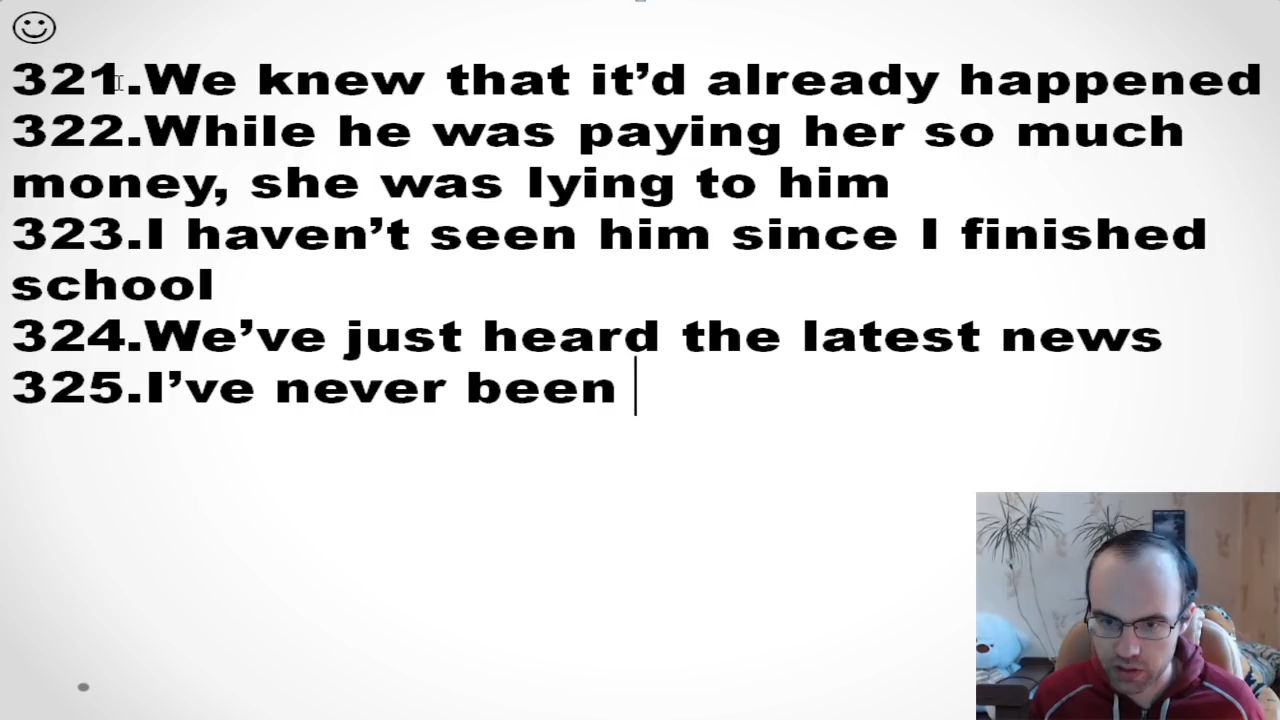 321.We knew that it’d already happened
322.While he was paying her so much
money, she was lying to him
323.I haven’t seen him since I finished
school
324.We’ve just heard the latest news
325.I’ve never been